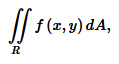 ∬_R f (x, y) dA,